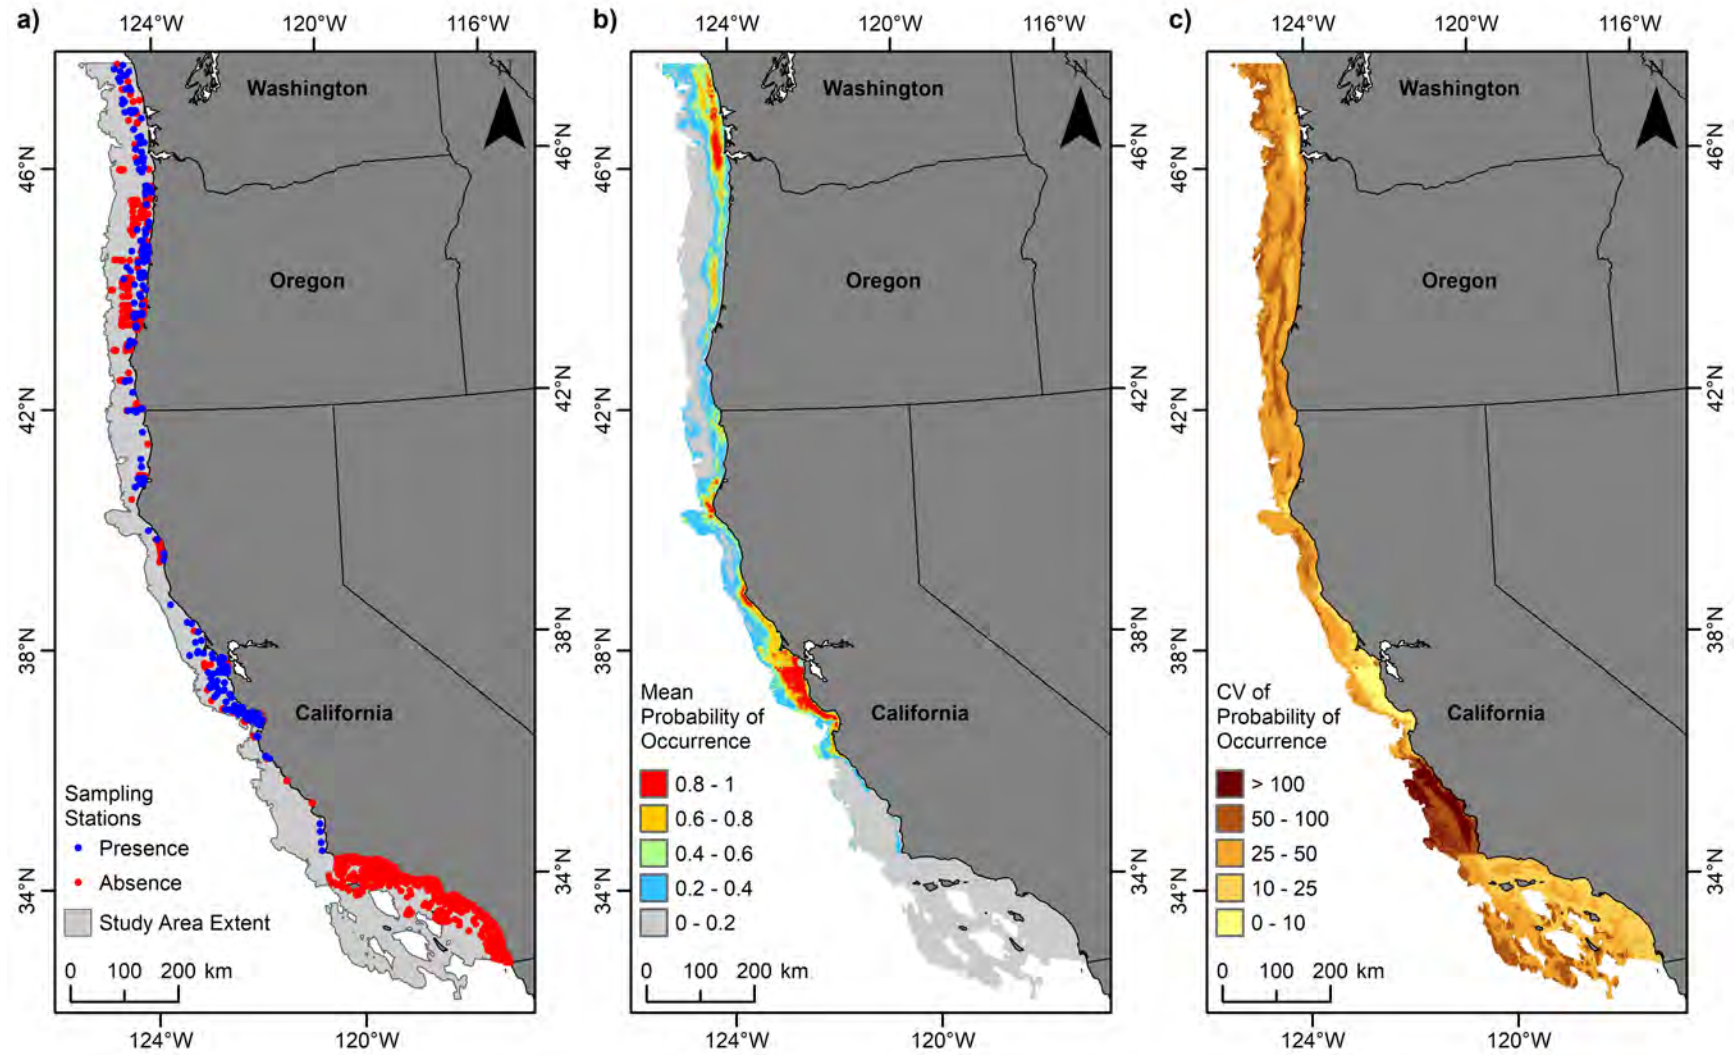 a)
124°W
120°W
116°W
46°N
42°N
38°N
34°N
46°N
42°N
38°N
34°N
Washington
Oregon
California
Sampling
Stations
Presence
Absence
Study Area Extent
0 100 200 km
124°W
120°W
b)
124°W
120°W
116°W
46°N
42°N
38°N
34°N
46°N
42°N
38°N
34°N
Washington
Oregon
California
Mean
Probability of
Occurrence
0.8 - 1
0.6 - 0.8
0.4 - 0.6
0.2 - 0.4
0 - 0.2
0 100 200 km
124°W
120°W
c)
124°W
120°W
116°W
46°N
42°N
38°N
34°N
46°N
42°N
38°N
34°N
Washington
Oregon
California
CV of
Probability of
Occurrence
> 100
50 - 100
25 - 50
10 - 25
0 - 10
0 100 200 km
124°W
120°W